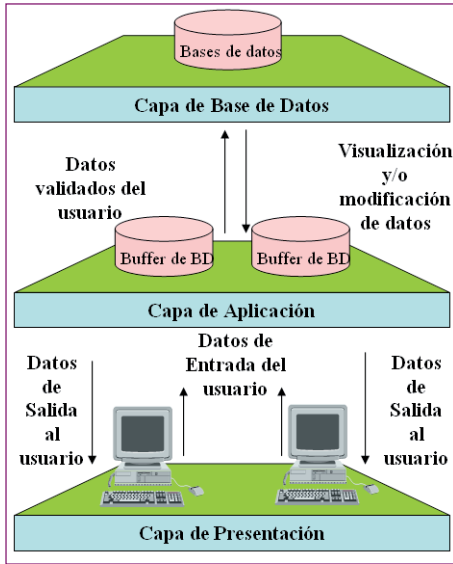 Bases de datos
Capa de Base de Datos
Datos
validados del
usuario
Visualización
y/o
modificación
de datos
Buffer de BD
Buffer de BD
Capa de Aplicación
Datos
de
Salida
al
usuario
Datos de
Entrada del
usuario
Datos
de
Salida
al
usuario
Capa de Presentación